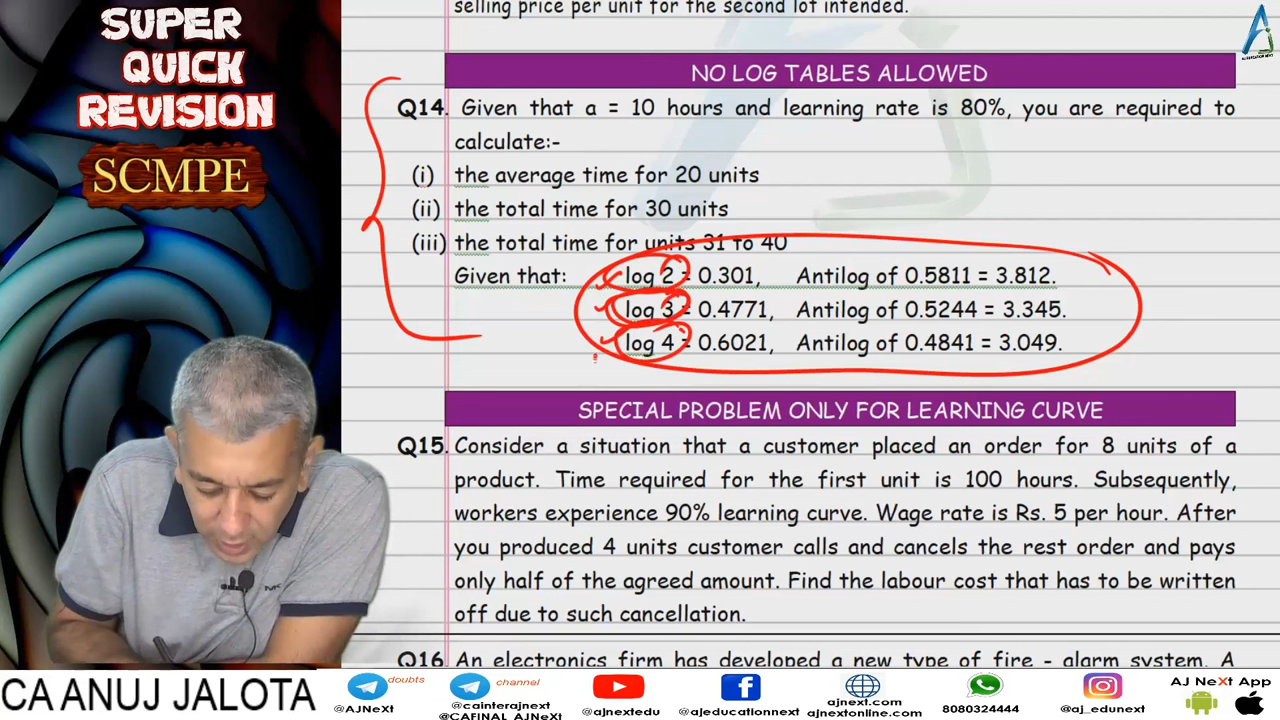 SUPER
QUICK
REVISION
SCMPE
selling price per unit for the second lot intended.
NO LOG TABLES ALLOWED
Q14. Given that a = 10 hours and learning rate is 80%, you are required to
calculate:-
(i) the average time for 20 units
(ii) the total time for 30 units
(iii) the total time for units 31 to 40
Given that: log 2 = 0.301, Antilog of 0.5811 = 3.812.
log 3 = 0.4771, Antilog of 0.5244 = 3.345.
log 4 = 0.6021, Antilog of 0.4841 = 3.049.
SPECIAL PROBLEM ONLY FOR LEARNING CURVE
Q15. Consider a situation that a customer placed an order for 8 units of a
product. Time required for the first unit is 100 hours. Subsequently,
workers experience 90% learning curve. Wage rate is Rs. 5 per hour. After
you produced 4 units customer calls and cancels the rest order and pays
only half of the agreed amount. Find the labour cost that has to be written
off due to such cancellation.
Q16. An electronics firm has developed a new type of fire - alarm system. A
CA ANUJ JALOTA
doubts
@AJNeXt
channel
@cainterajnext
@CAFINAL_AJNeXt
@ajnextedu
@ajeducationnext
ajnext.com
ajnextonline.com
8080324444
@aj_edunext
AJ NeXt App